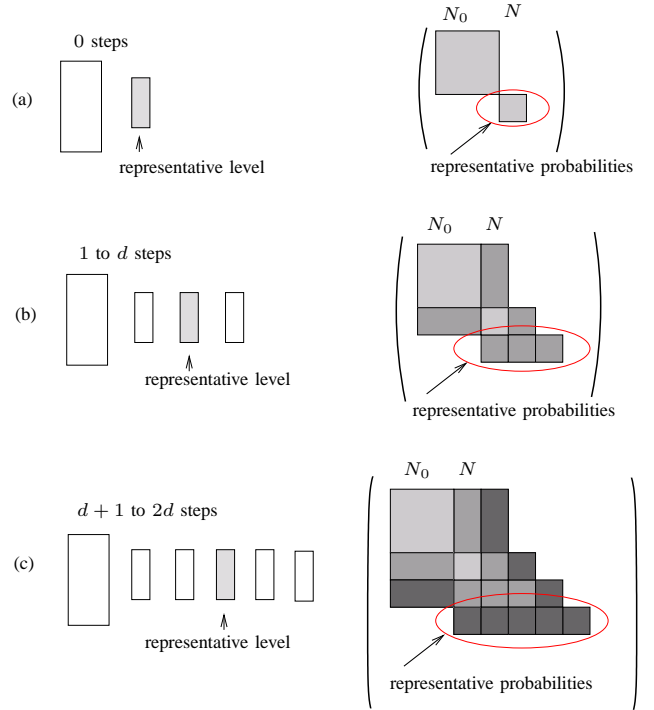 0 steps
(a)
representative level
N₀ N
representative probabilities
1 to d steps
(b)
representative level
N₀ N
representative probabilities
d + 1 to 2d steps
(c)
representative level
N₀ N
representative probabilities